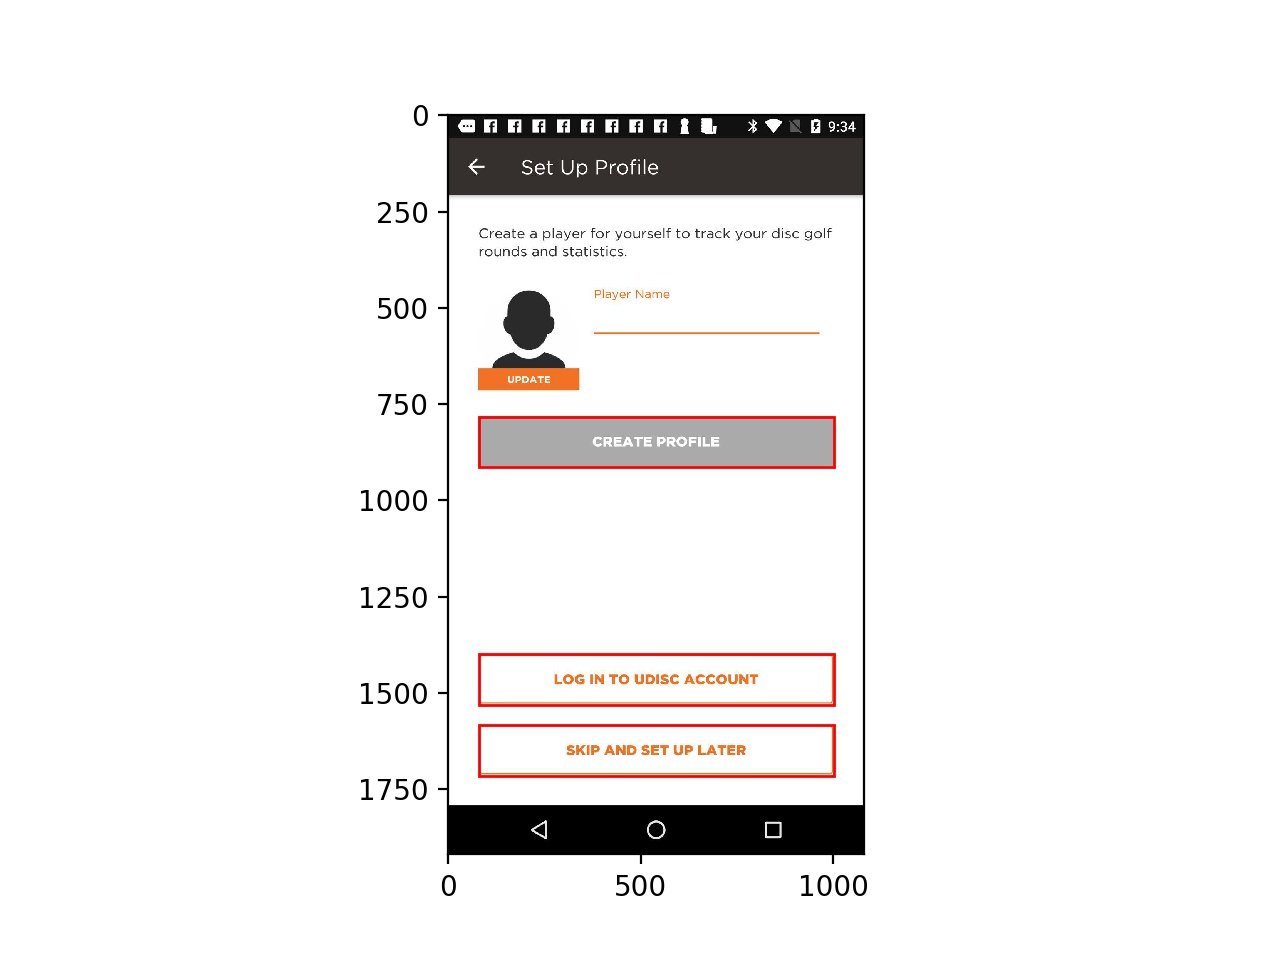 0
250
500
750
1000
1250
1500
1750
9:34
Set Up Profile
Create a player for yourself to track your disc golf
rounds and statistics.
Player Name
UPDATE
CREATE PROFILE
LOG IN TO UDISC ACCOUNT
SKIP AND SET UP LATER
0 500 1000